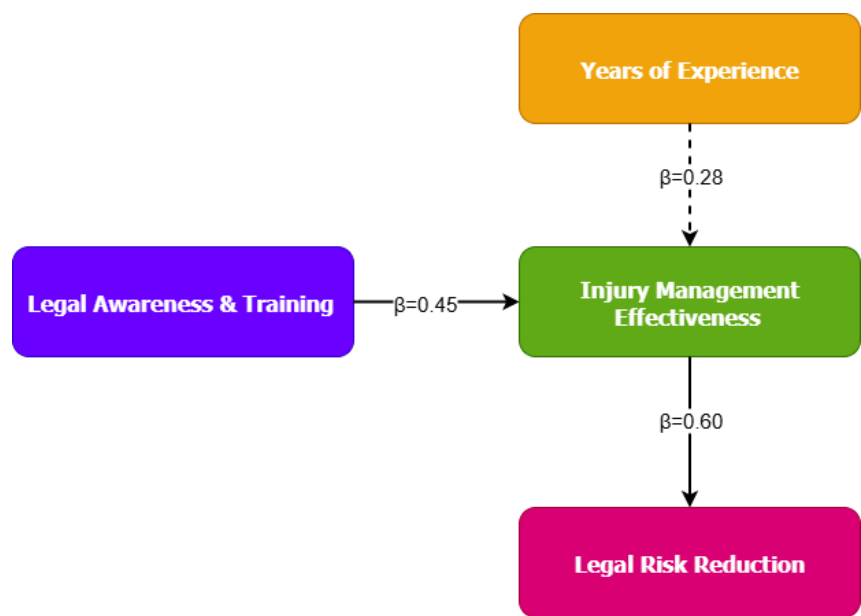 Years of Experience
β=0.28
Legal Awareness & Training
β=0.45
Injury Management
Effectiveness
β=0.60
Legal Risk Reduction